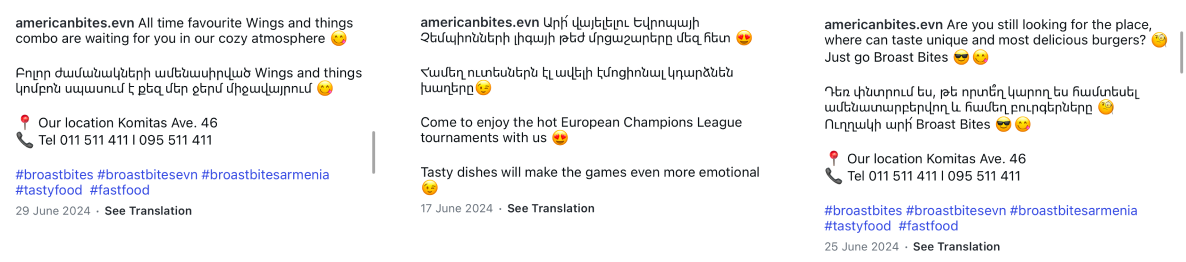 americanbites.evn All time favourite Wings and things
combo are waiting for you in our cozy atmosphere 😋
Բոլոր ժամանակների ամենասիրված Wings and things
կոմբոն սպասում է քեզ մեր ջերմ միջավայրում 😋
📍 Our location Komitas Ave. 46
📞 Tel 011 511 411 l 095 511 411
#broastbites #broastbitesevn #broastbitesarmenia
#tastyfood #fastfood
29 June 2024 · See Translation
americanbites.evn Արի՛ վայելելու Եվրոպայի
Չեմպիոնների լիգայի թեժ մրցաշարերը մեզ հետ 😍
Համեղ ուտեսներն էլ ավելի էմոցիոնալ կդարձնեն
խաղերը😉
Come to enjoy the hot European Champions League
tournaments with us 😍
Tasty dishes will make the games even more emotional
😉
17 June 2024 · See Translation
americanbites.evn Are you still looking for the place,
where can taste unique and most delicious burgers? 🧐
Just go Broast Bites 😎😋
Դեռ փնտրում ես, թե որտե՞ղ կարող ես համտեսել
ամենատարբերվող և համեղ բուրգերները 🧐
Ուղղակի արի՛ Broast Bites 😎😋
📍 Our location Komitas Ave. 46
📞 Tel 011 511 411 l 095 511 411
#broastbites #broastbitesevn #broastbitesarmenia
#tastyfood #fastfood
25 June 2024 · See Translation